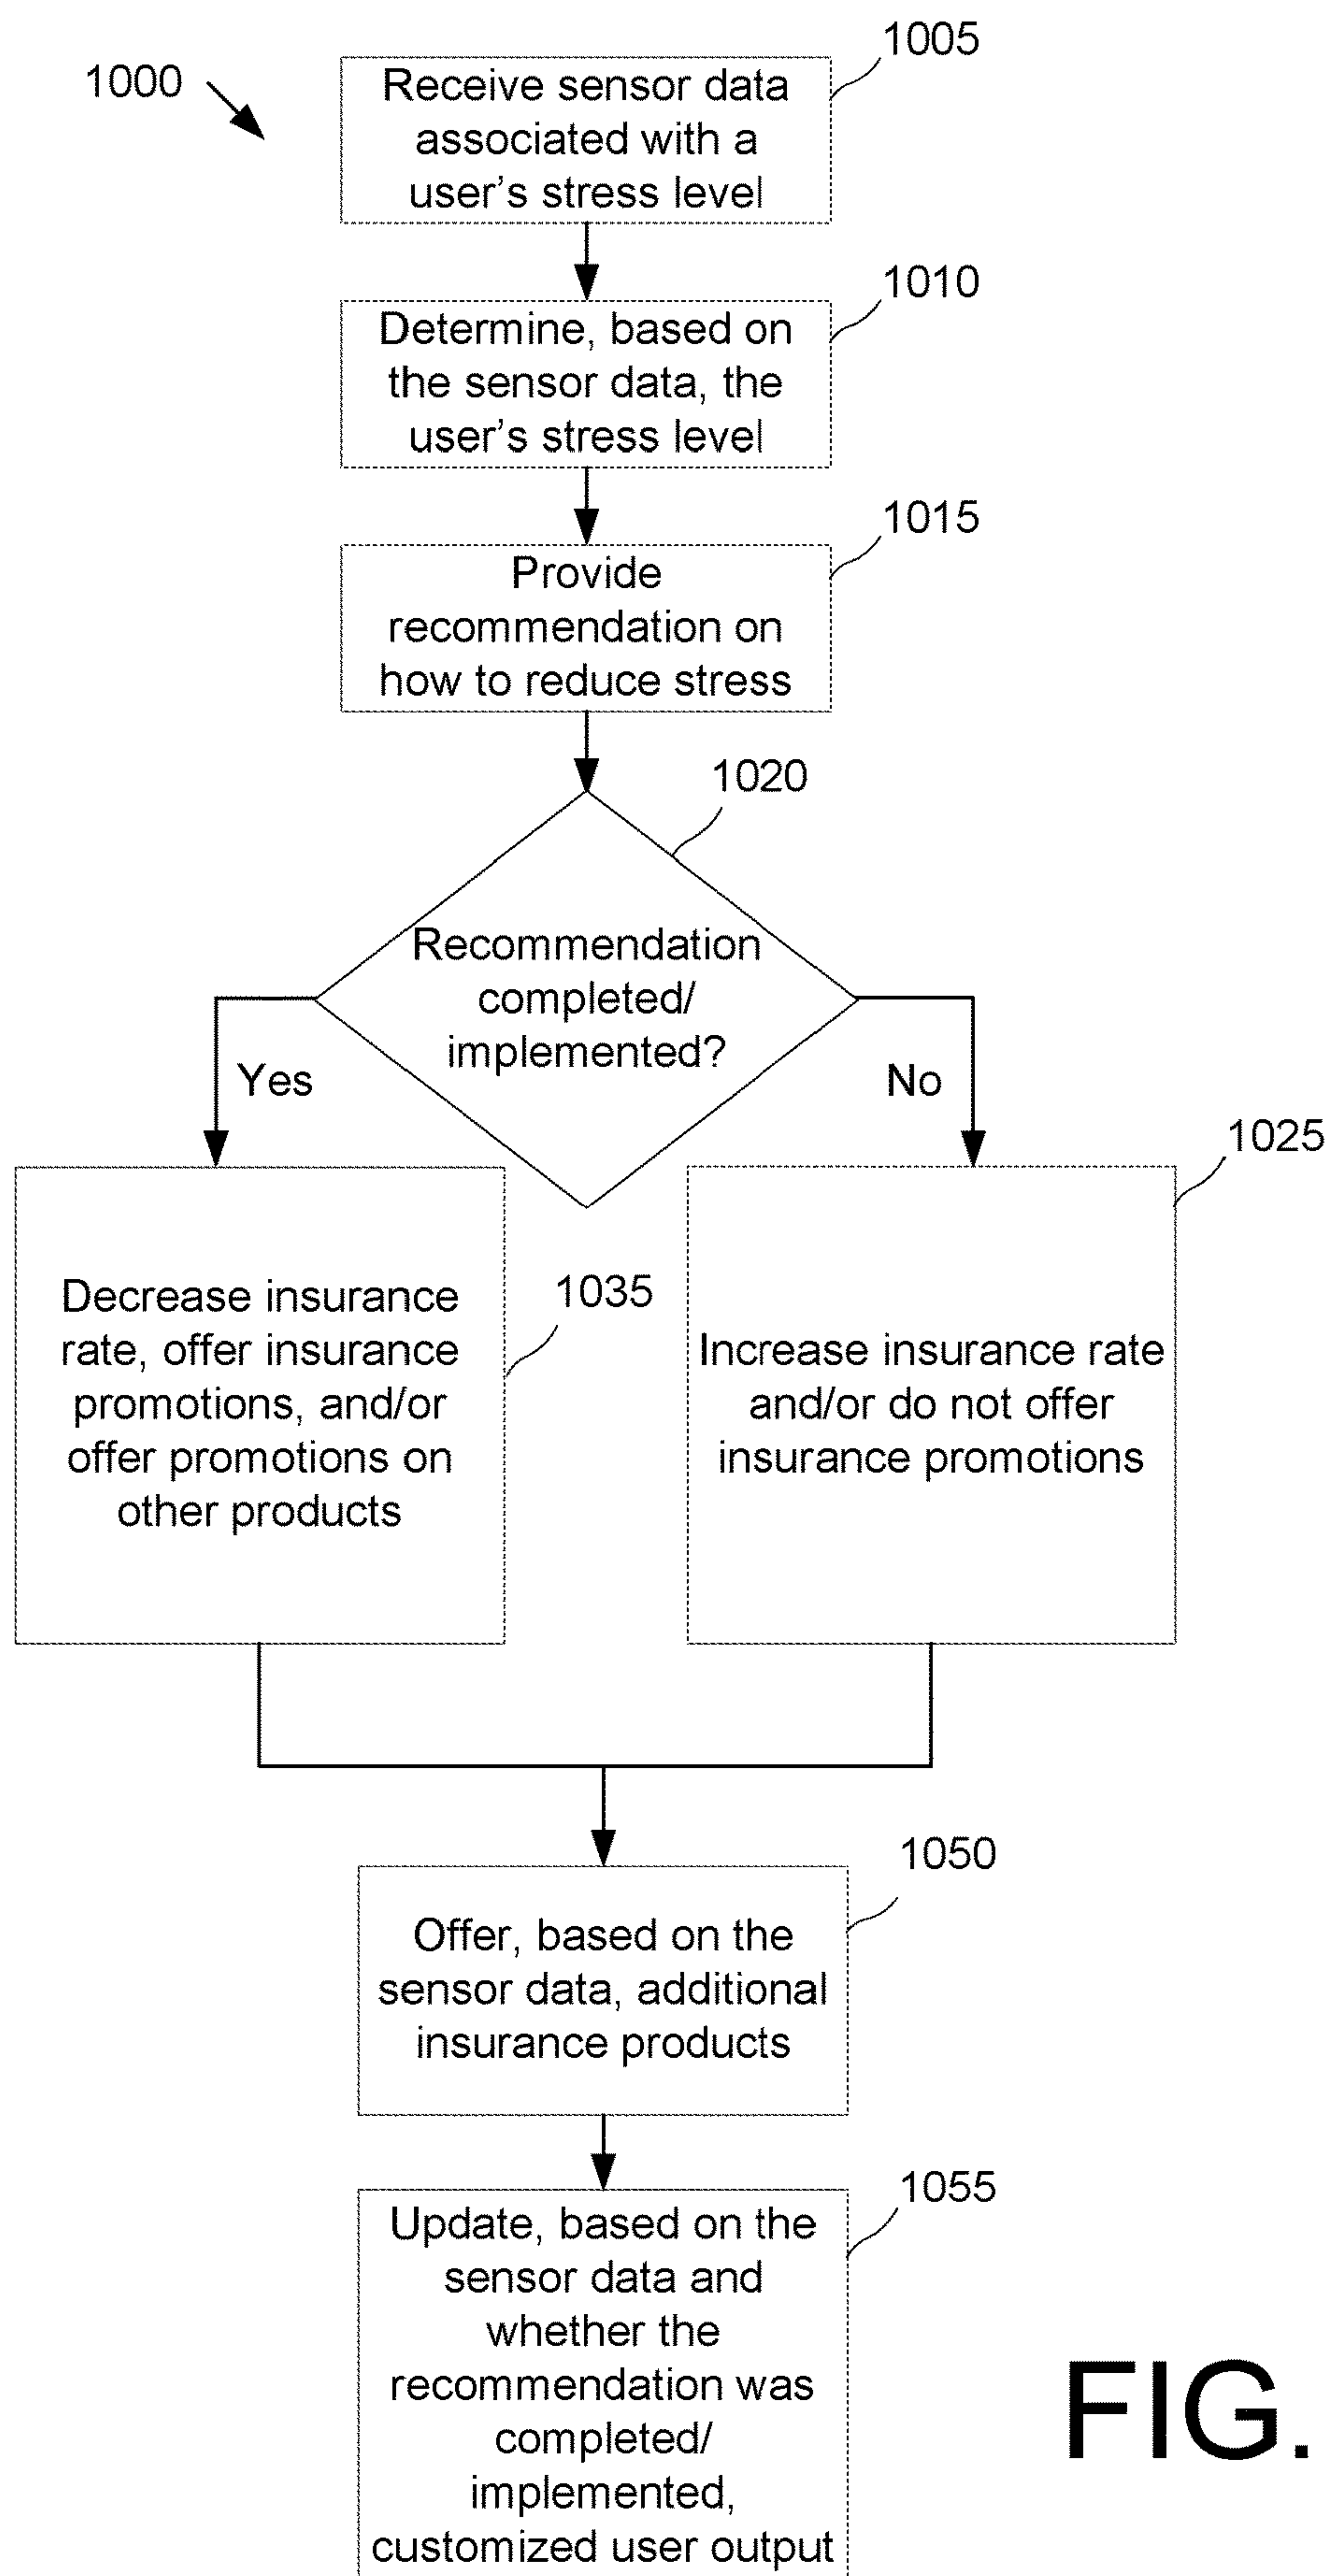 1000
1005
Receive sensor data
associated with a
user's stress level
1010
Determine, based on
the sensor data, the
user's stress level
1015
Provide
recommendation on
how to reduce stress
1020
Recommendation
completed/
implemented?
Yes
No
1035
Decrease insurance
rate, offer insurance
promotions, and/or
offer promotions on
other products
1025
Increase insurance rate
and/or do not offer
insurance promotions
1050
Offer, based on the
sensor data, additional
insurance products
1055
Update, based on the
sensor data and
whether the
recommendation was
completed/
implemented,
customized user output
FIG.